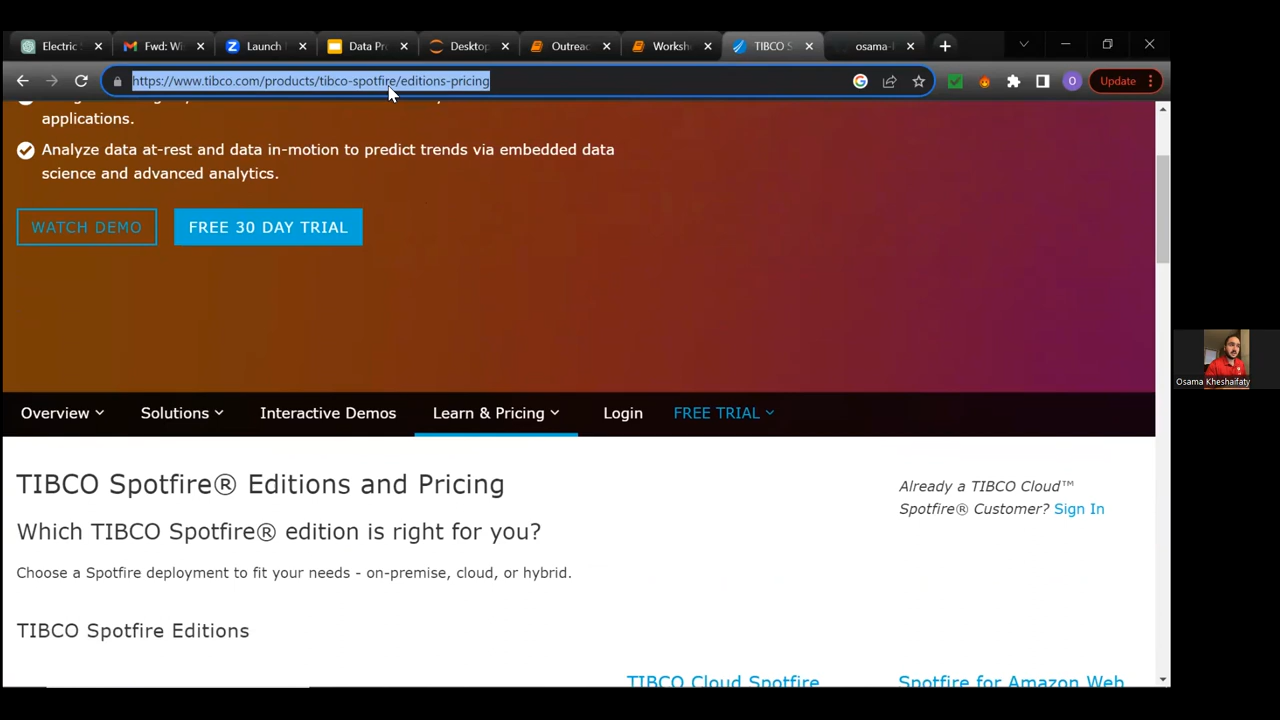 Electric
Fwd: Wi
Launch
Data Pr
Desktop
Outreac
Worksh
TIBCO S
osama-
https://www.tibco.com/products/tibco-spotfire/editions-pricing
O
Update
applications.
Analyze data at-rest and data in-motion to predict trends via embedded data
science and advanced analytics.
WATCH DEMO
FREE 30 DAY TRIAL
Osama Kheshaifaty
Overview
Solutions
Interactive Demos
Learn & Pricing
Login
FREE TRIAL
TIBCO Spotfire® Editions and Pricing
Already a TIBCO Cloud™
Spotfire® Customer? Sign In
Which TIBCO Spotfire® edition is right for you?
Choose a Spotfire deployment to fit your needs - on-premise, cloud, or hybrid.
TIBCO Spotfire Editions
TIBCO Cloud Spotfire
Spotfire for Amazon Web